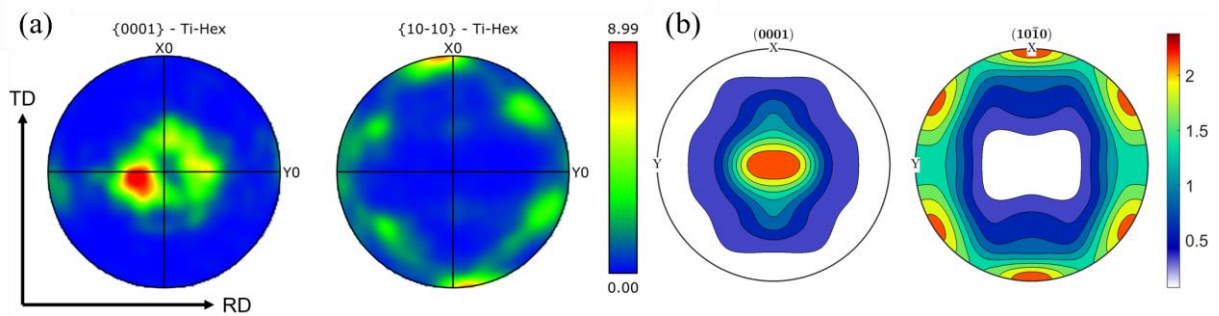 (a)
{0001} - Ti-Hex
X0
Y0
TD
RD
{10-10} - Ti-Hex
X0
Y0
8.99
0.00
(b)
(0001)
X
Y
(101̄0)
X
Y
2
1.5
1
0.5